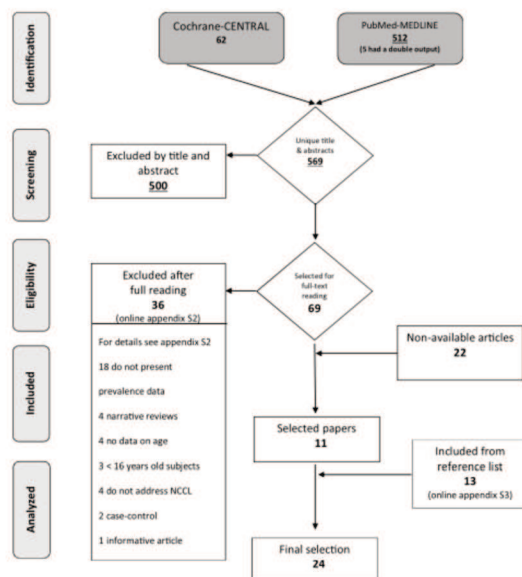 Identification
Cochrane-CENTRAL
62
PubMed-MEDLINE
512
(5 had a double output)
Screening
Unique title
& abstracts
569
Excluded by title and
abstract
500
Eligibility
Selected for
full-text
reading
69
Excluded after
full reading
36
(online appendix S2)
For details see appendix S2
18 do not present
prevalence data
4 narrative reviews
4 no data on age
3 < 16 years old subjects
4 do not address NCCL
2 case-control
1 informative article
Included
Non-available articles
22
Selected papers
11
Included from
reference list
13
(online appendix S3)
Analyzed
Final selection
24